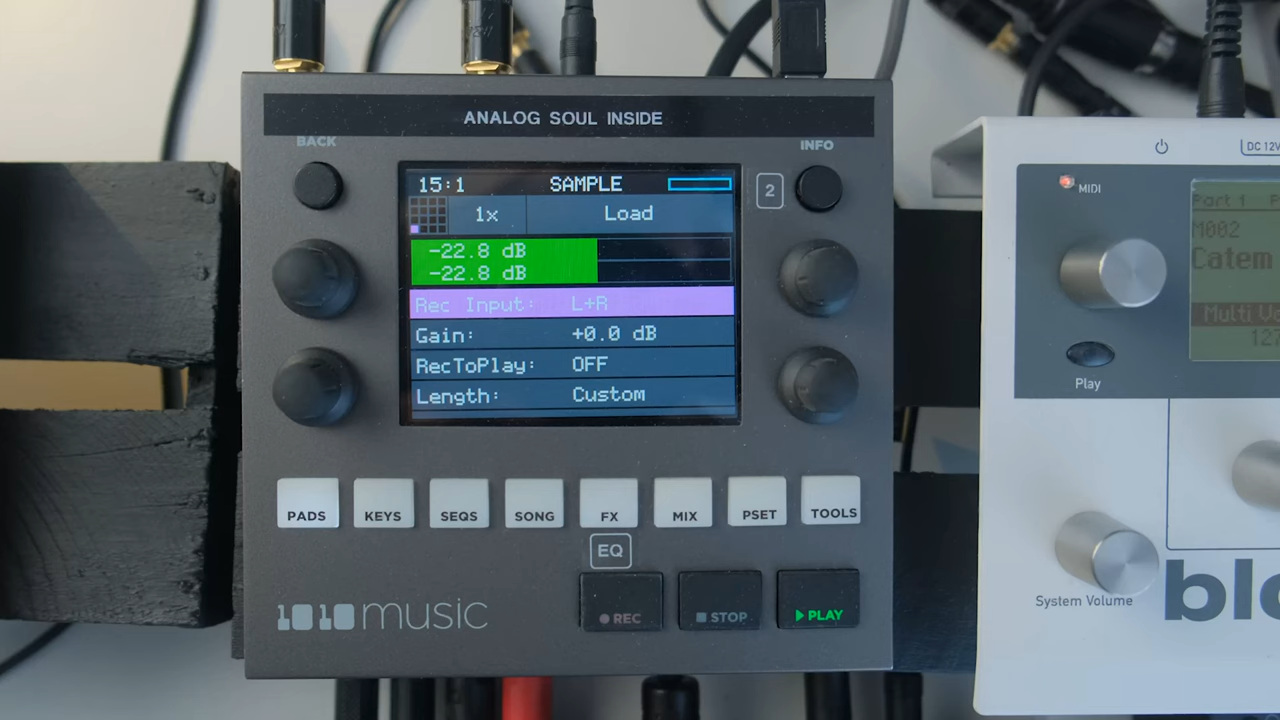 ANALOG SOUL INSIDE
BACK
INFO
15:1 SAMPLE
2
1x Load
-22.8 dB
-22.8 dB
Rec Input: L+R
Gain: +0.0 dB
RecToPlay: OFF
Length: Custom
PADS KEYS SEQS SONG FX MIX PSET TOOLS
EQ
REC STOP PLAY
1010music
DC 12V
MIDI
Part 1
M002
Catem
Multi
127
Play
System Volume